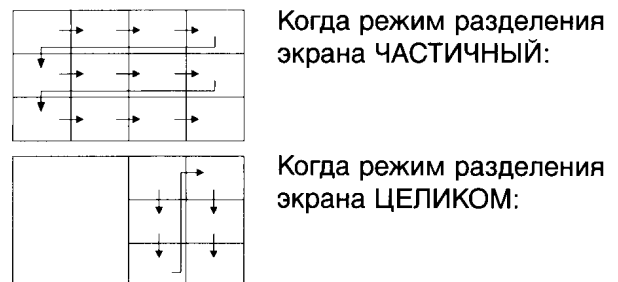 Когда режим разделения
экрана ЧАСТИЧНЫЙ:
Когда режим разделения
экрана ЦЕЛИКОМ: